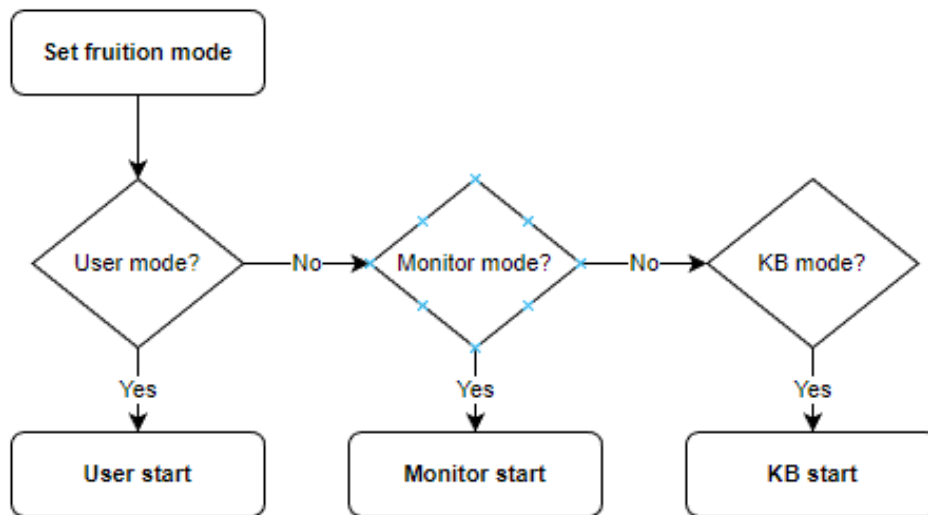 Set fruition mode
User mode?
No
Monitor mode?
No
KB mode?
Yes
Yes
Yes
User start
Monitor start
KB start